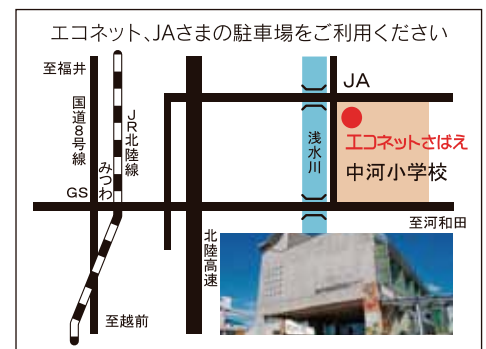 エコネット、JAさまの駐車場をご利用ください
至福井
JA
国道8号線
JR北陸線
みつわ
浅水川
エコネットさばえ
中河小学校
GS
至河和田
北陸高速
至越前